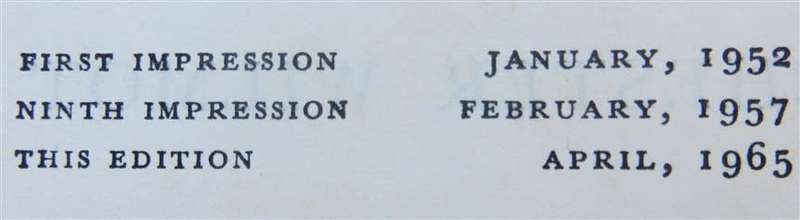 FIRST IMPRESSION JANUARY, 1952
NINTH IMPRESSION FEBRUARY, 1957
THIS EDITION APRIL, 1965